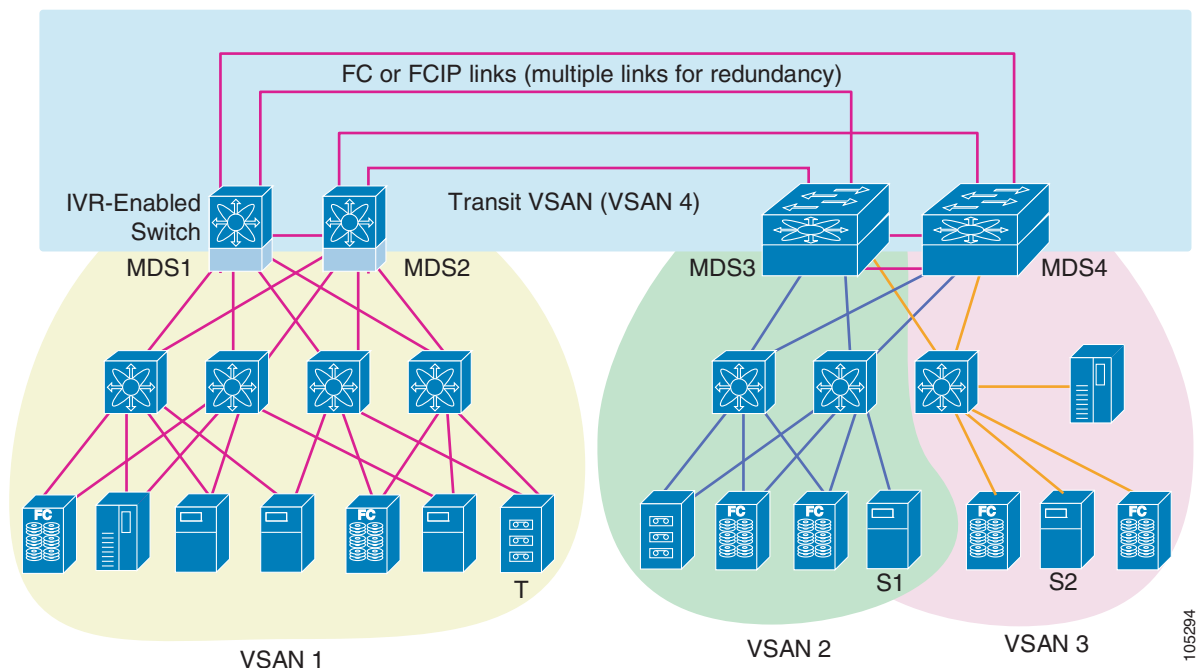 FC or FCIP links (multiple links for redundancy)
IVR-Enabled
Switch
Transit VSAN (VSAN 4)
MDS1
MDS2
MDS3
MDS4
FC
FC
FC
FC
FC
FC
T
S1
S2
VSAN 1
VSAN 2
VSAN 3
105294